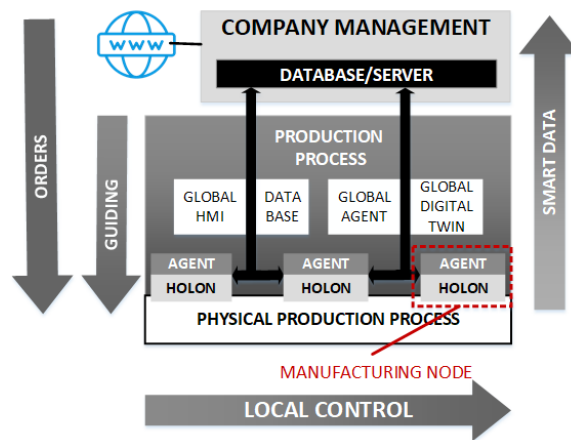 WWW
COMPANY MANAGEMENT
DATABASE/SERVER
ORDERS
GUIDING
SMART DATA
PRODUCTION
PROCESS
GLOBAL
HMI
DATA
BASE
GLOBAL
AGENT
GLOBAL
DIGITAL
TWIN
AGENT
HOLON
AGENT
HOLON
AGENT
HOLON
PHYSICAL PRODUCTION PROCESS
MANUFACTURING NODE
LOCAL CONTROL